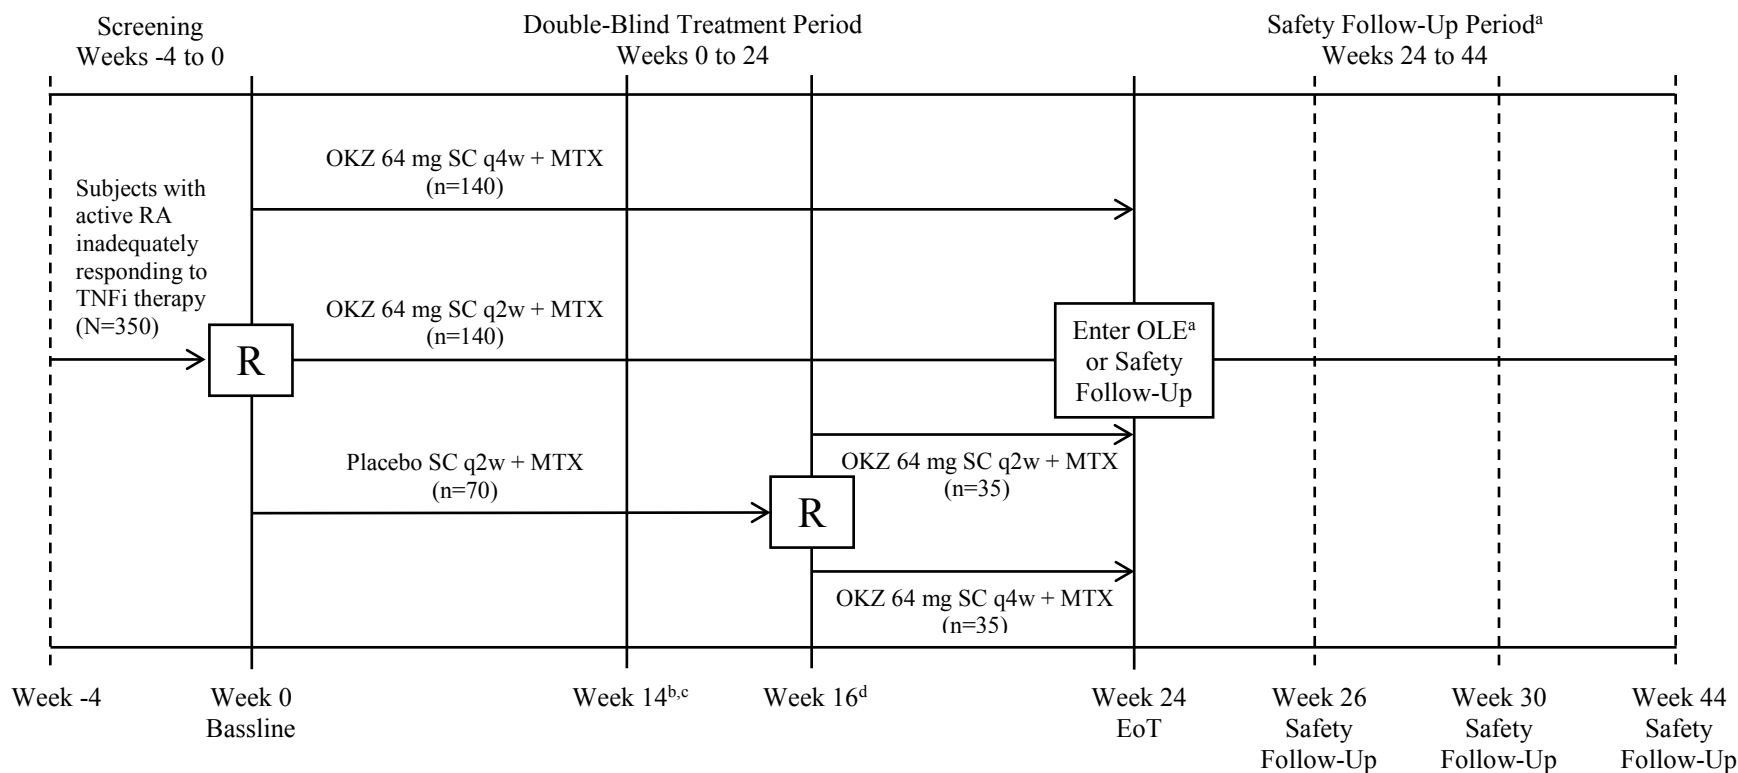 Screening
Weeks -4 to 0
Double-Blind Treatment Period
Weeks 0 to 24
Safety Follow-Up Periodᵃ
Weeks 24 to 44
Subjects with
active RA
inadequately
responding to
TNFi therapy
(N=350)
R
OKZ 64 mg SC q4w + MTX
(n=140)
OKZ 64 mg SC q2w + MTX
(n=140)
Placebo SC q2w + MTX
(n=70)
R
Enter OLEᵃ
or Safety
Follow-Up
OKZ 64 mg SC q2w + MTX
(n=35)
OKZ 64 mg SC q4w + MTX
(n=35)
Week -4
Week 0
Bassline
Week 14ᵇ,ᶜ
Week 16ᵈ
Week 24
EoT
Week 26
Safety
Follow-Up
Week 30
Safety
Follow-Up
Week 44
Safety
Follow-Up